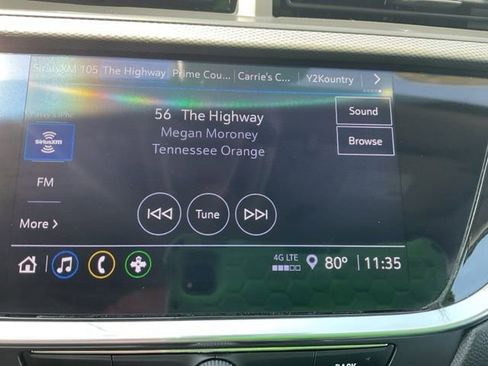 SiriusXM 105 The Highway Prime Cou... Carrie's C... Y2Kountry
56 The Highway
Megan Moroney
Tennessee Orange
Sound
Browse
SiriusXM
FM
More
Tune
4G LTE
80° 11:35
BACK